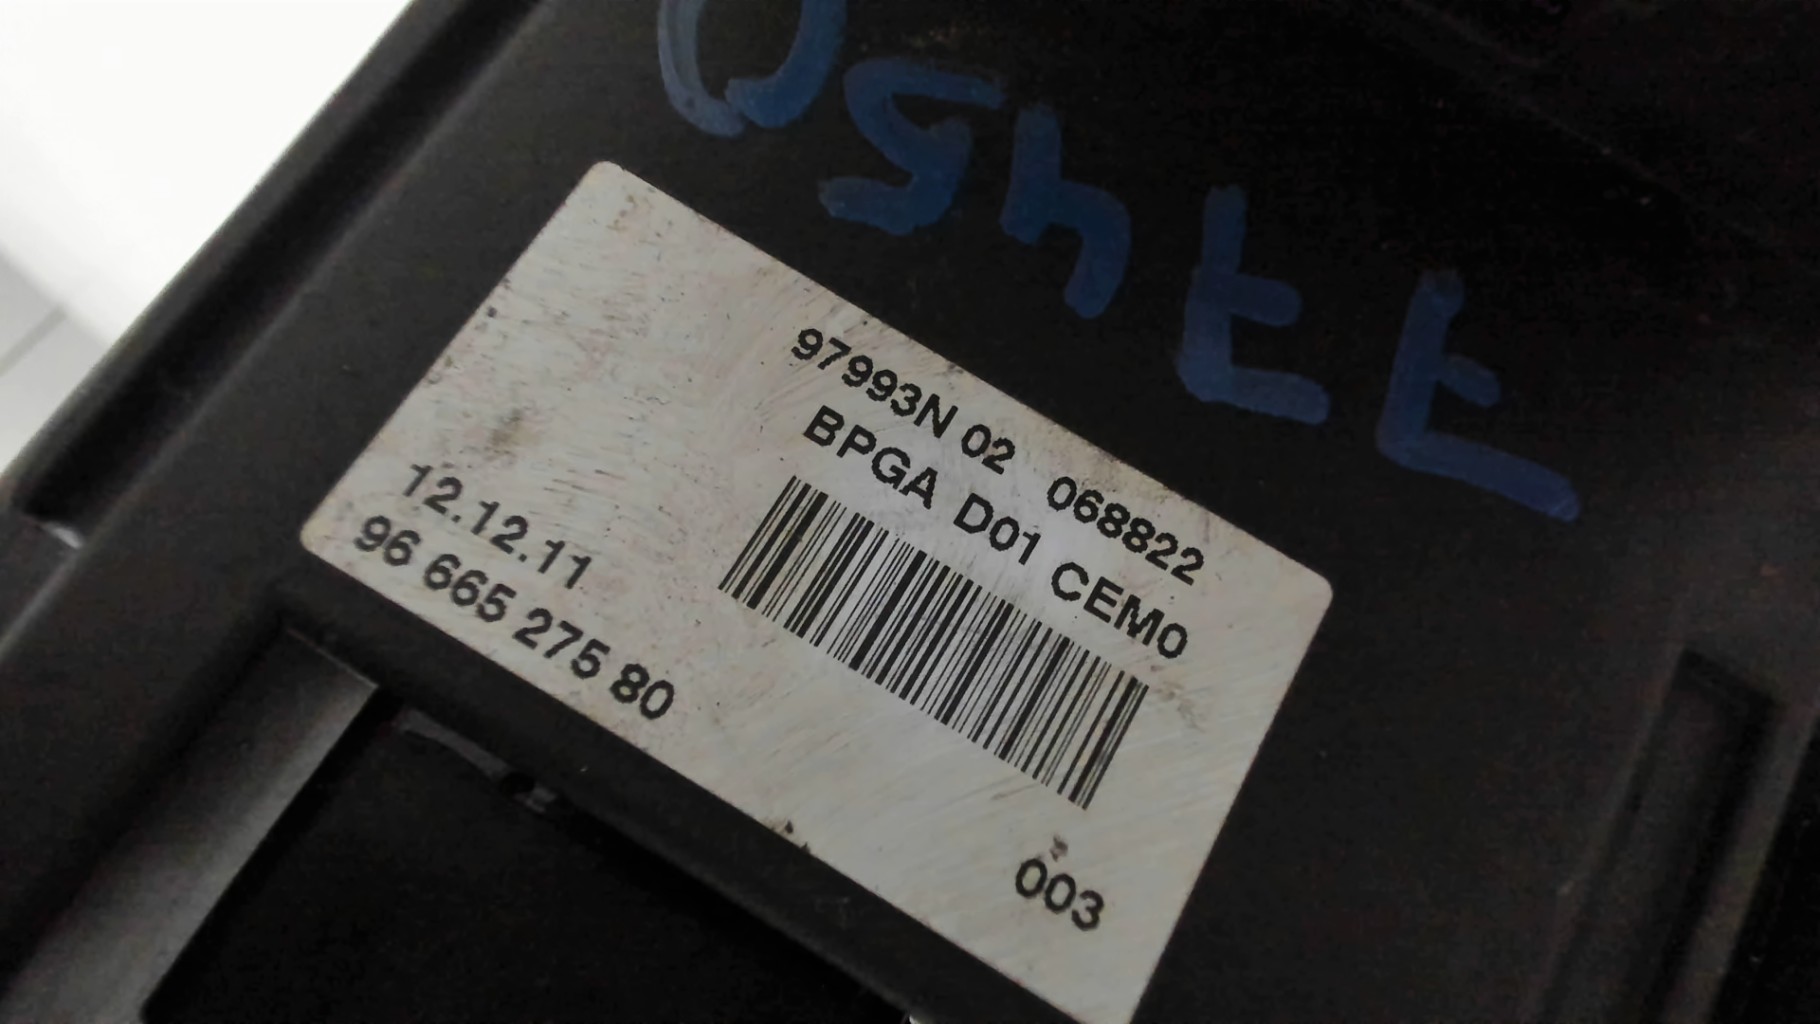 97993N 02 068822
BPGA D01 CEM0
12.12.11
96 665 275 80
003